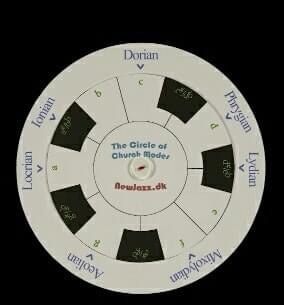 Dorian
Phrygian
Lydian
Mixolydian
Aeolian
Locrian
Ionian
c
d
e
f
g
a
b
The Circle of
Church Modes
NewJazz.dk